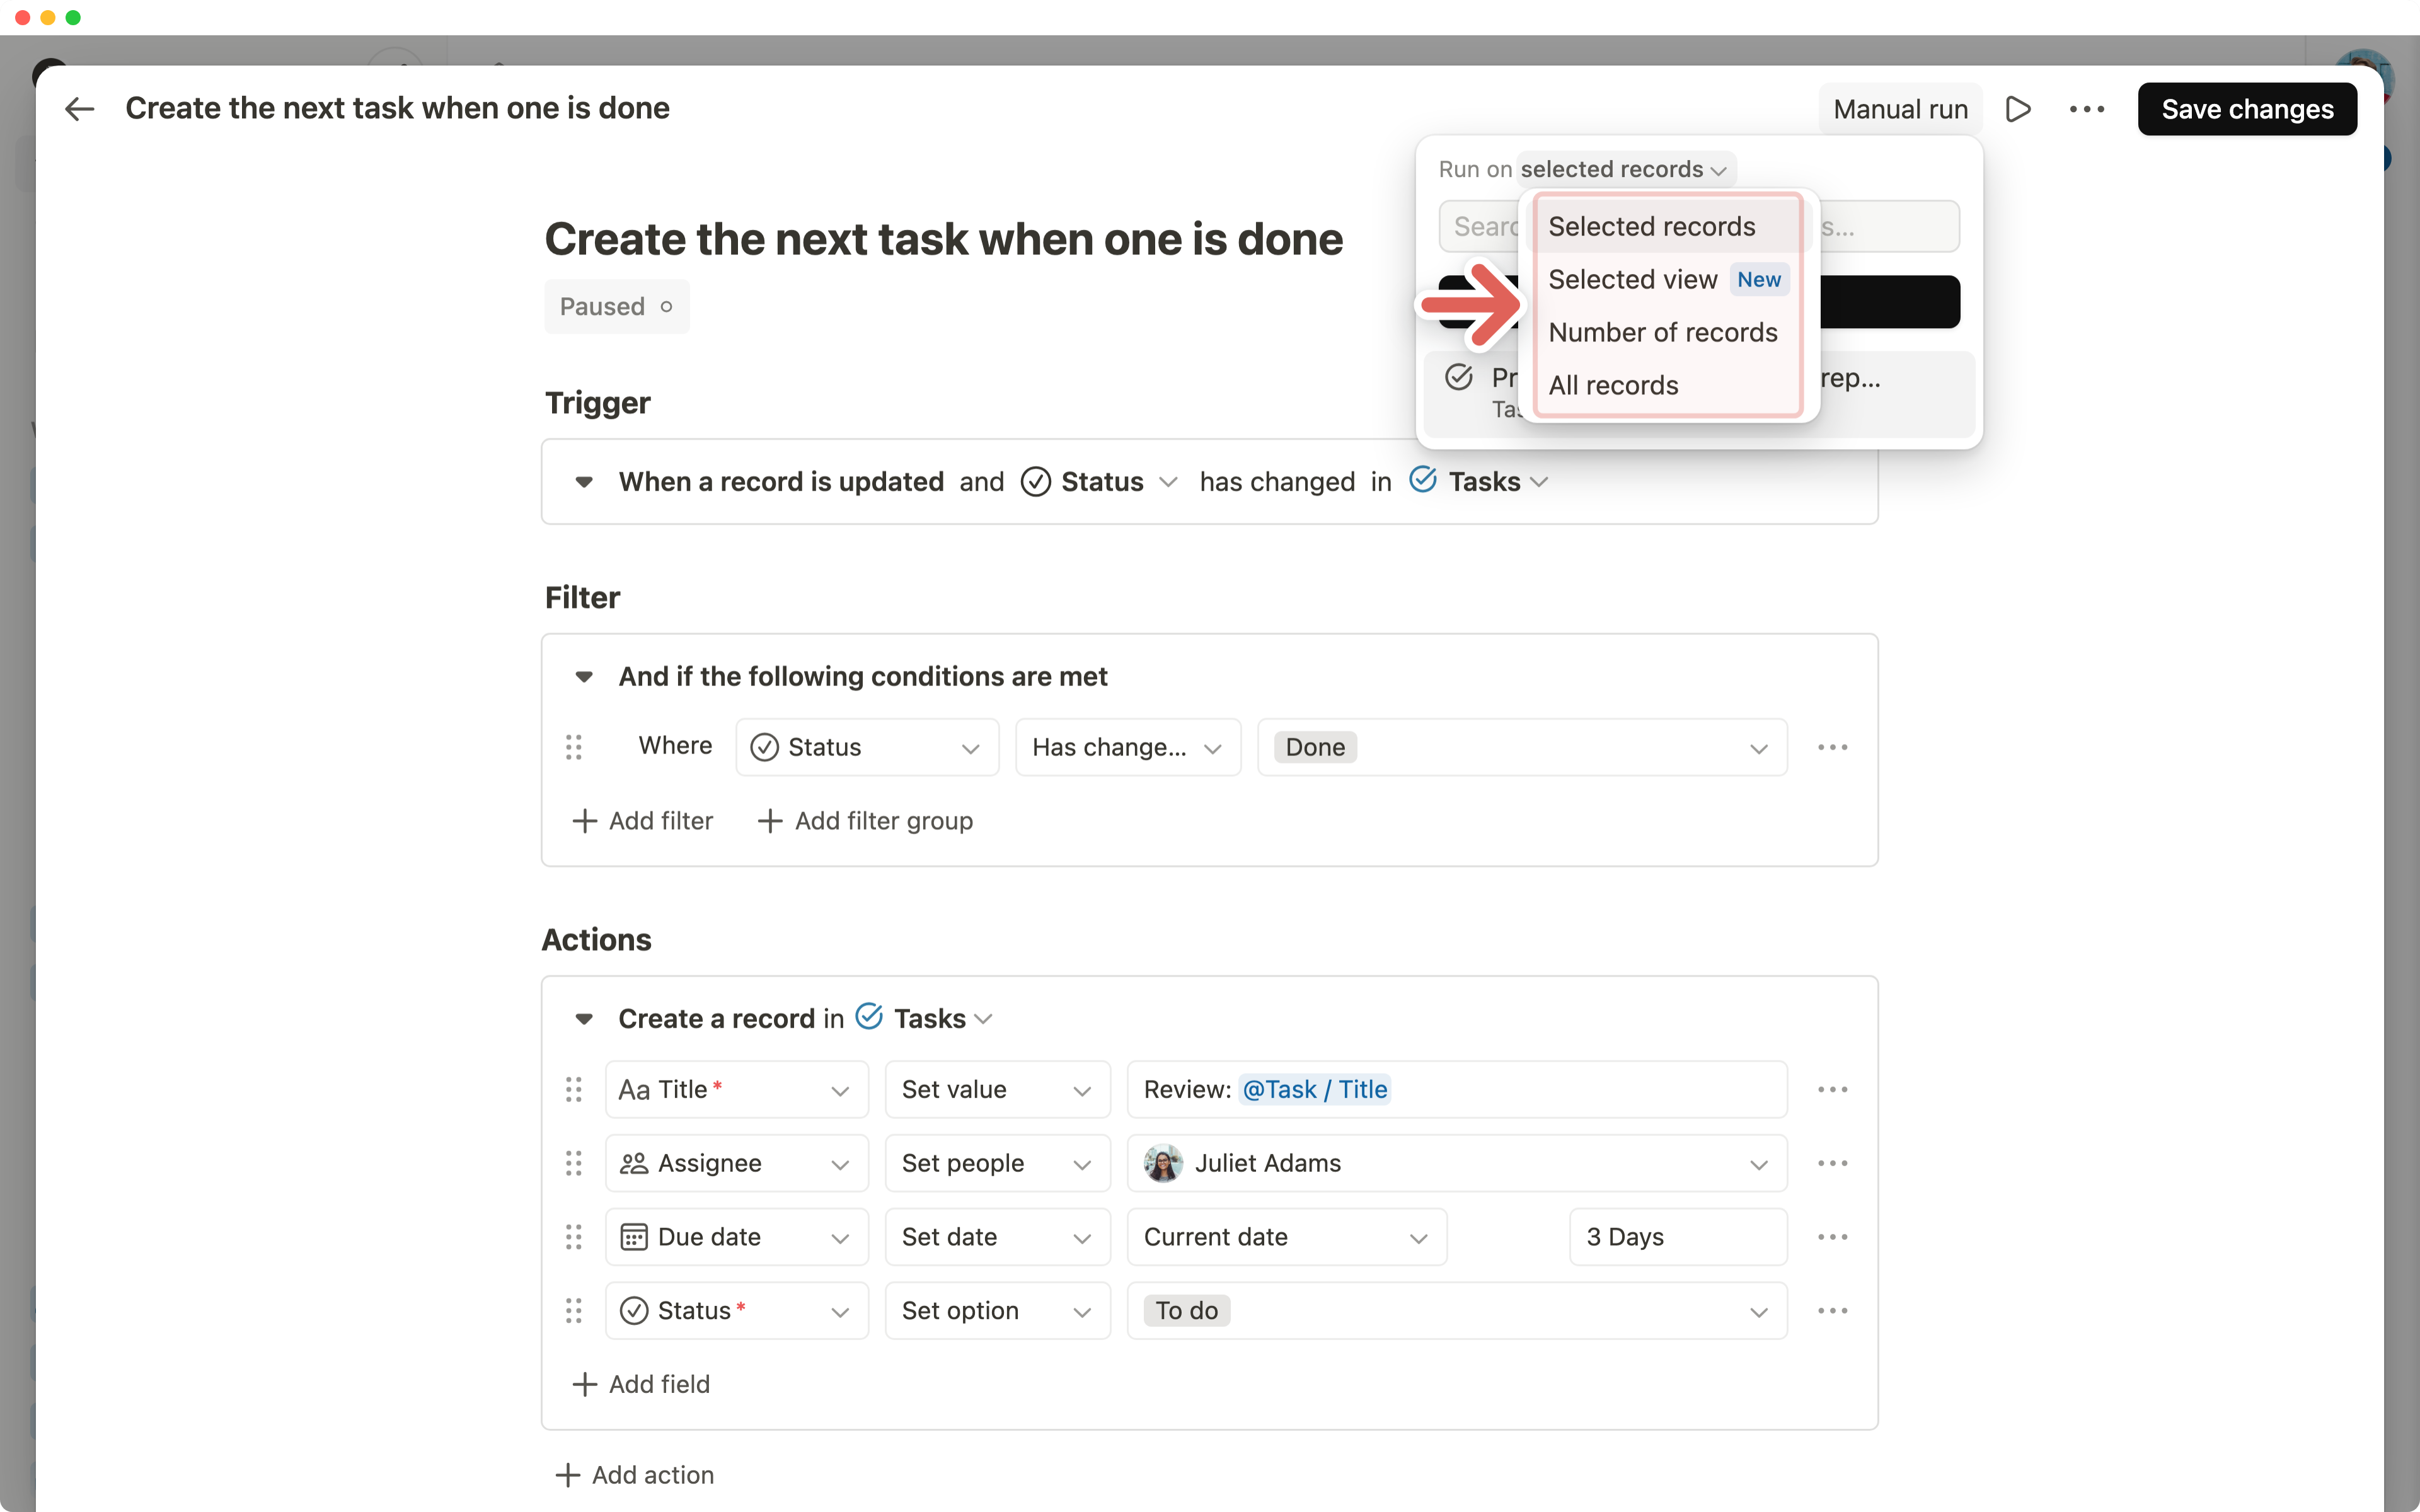 Create the next task when one is done
Manual run
Save changes
Run on selected records
Selected records
Selected view New
Number of records
All records
rep...
Create the next task when one is done
Paused
Trigger
When a record is updated and Status has changed in Tasks
Filter
And if the following conditions are met
Where Status Has change... Done
Add filter Add filter group
Actions
Create a record in Tasks
Aa Title* Set value Review: @Task / Title
Assignee Set people Juliet Adams
Due date Set date Current date 3 Days
Status* Set option To do
Add field
Add action